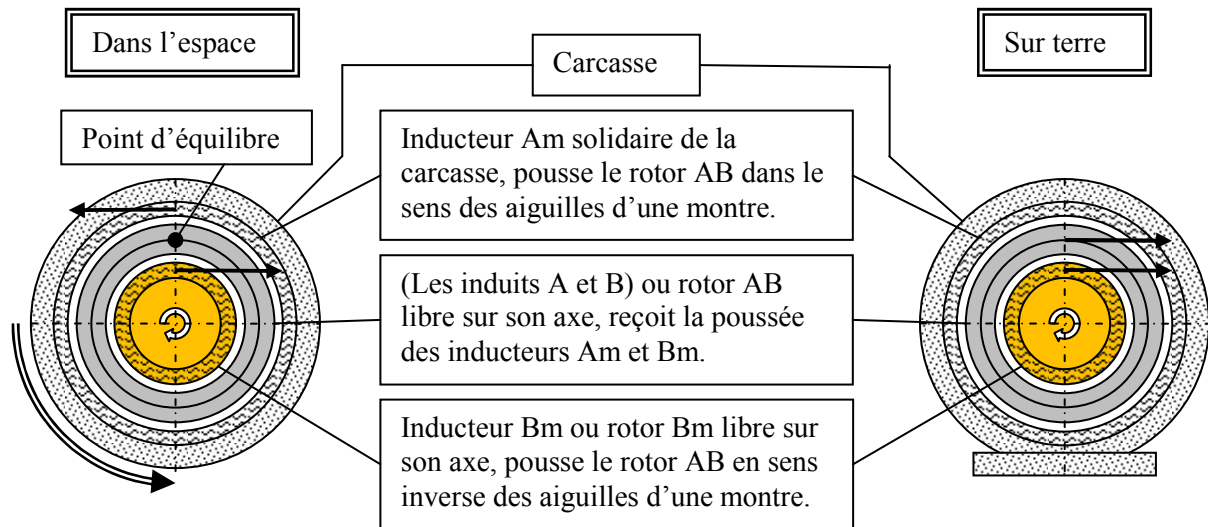 Dans l’espace
Sur terre
Carcasse
Point d’équilibre
Inducteur Am solidaire de la
carcasse, pousse le rotor AB dans le
sens des aiguilles d’une montre.
(Les induits A et B) ou rotor AB
libre sur son axe, reçoit la poussée
des inducteurs Am et Bm.
Inducteur Bm ou rotor Bm libre sur
son axe, pousse le rotor AB en sens
inverse des aiguilles d’une montre.